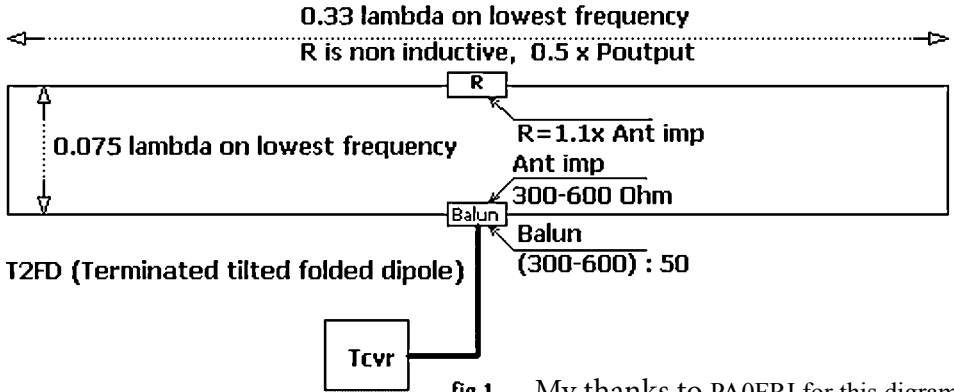 0.33 lambda on lowest frequency
R is non inductive, 0.5 x Poutput
R
R=1.1x Ant imp
0.075 lambda on lowest frequency
Ant imp
300-600 Ohm
Balun
Balun
(300-600) : 50
T2FD (Terminated tilted folded dipole)
Tcvr
fig 1 My thanks to PA0FRI for this digram